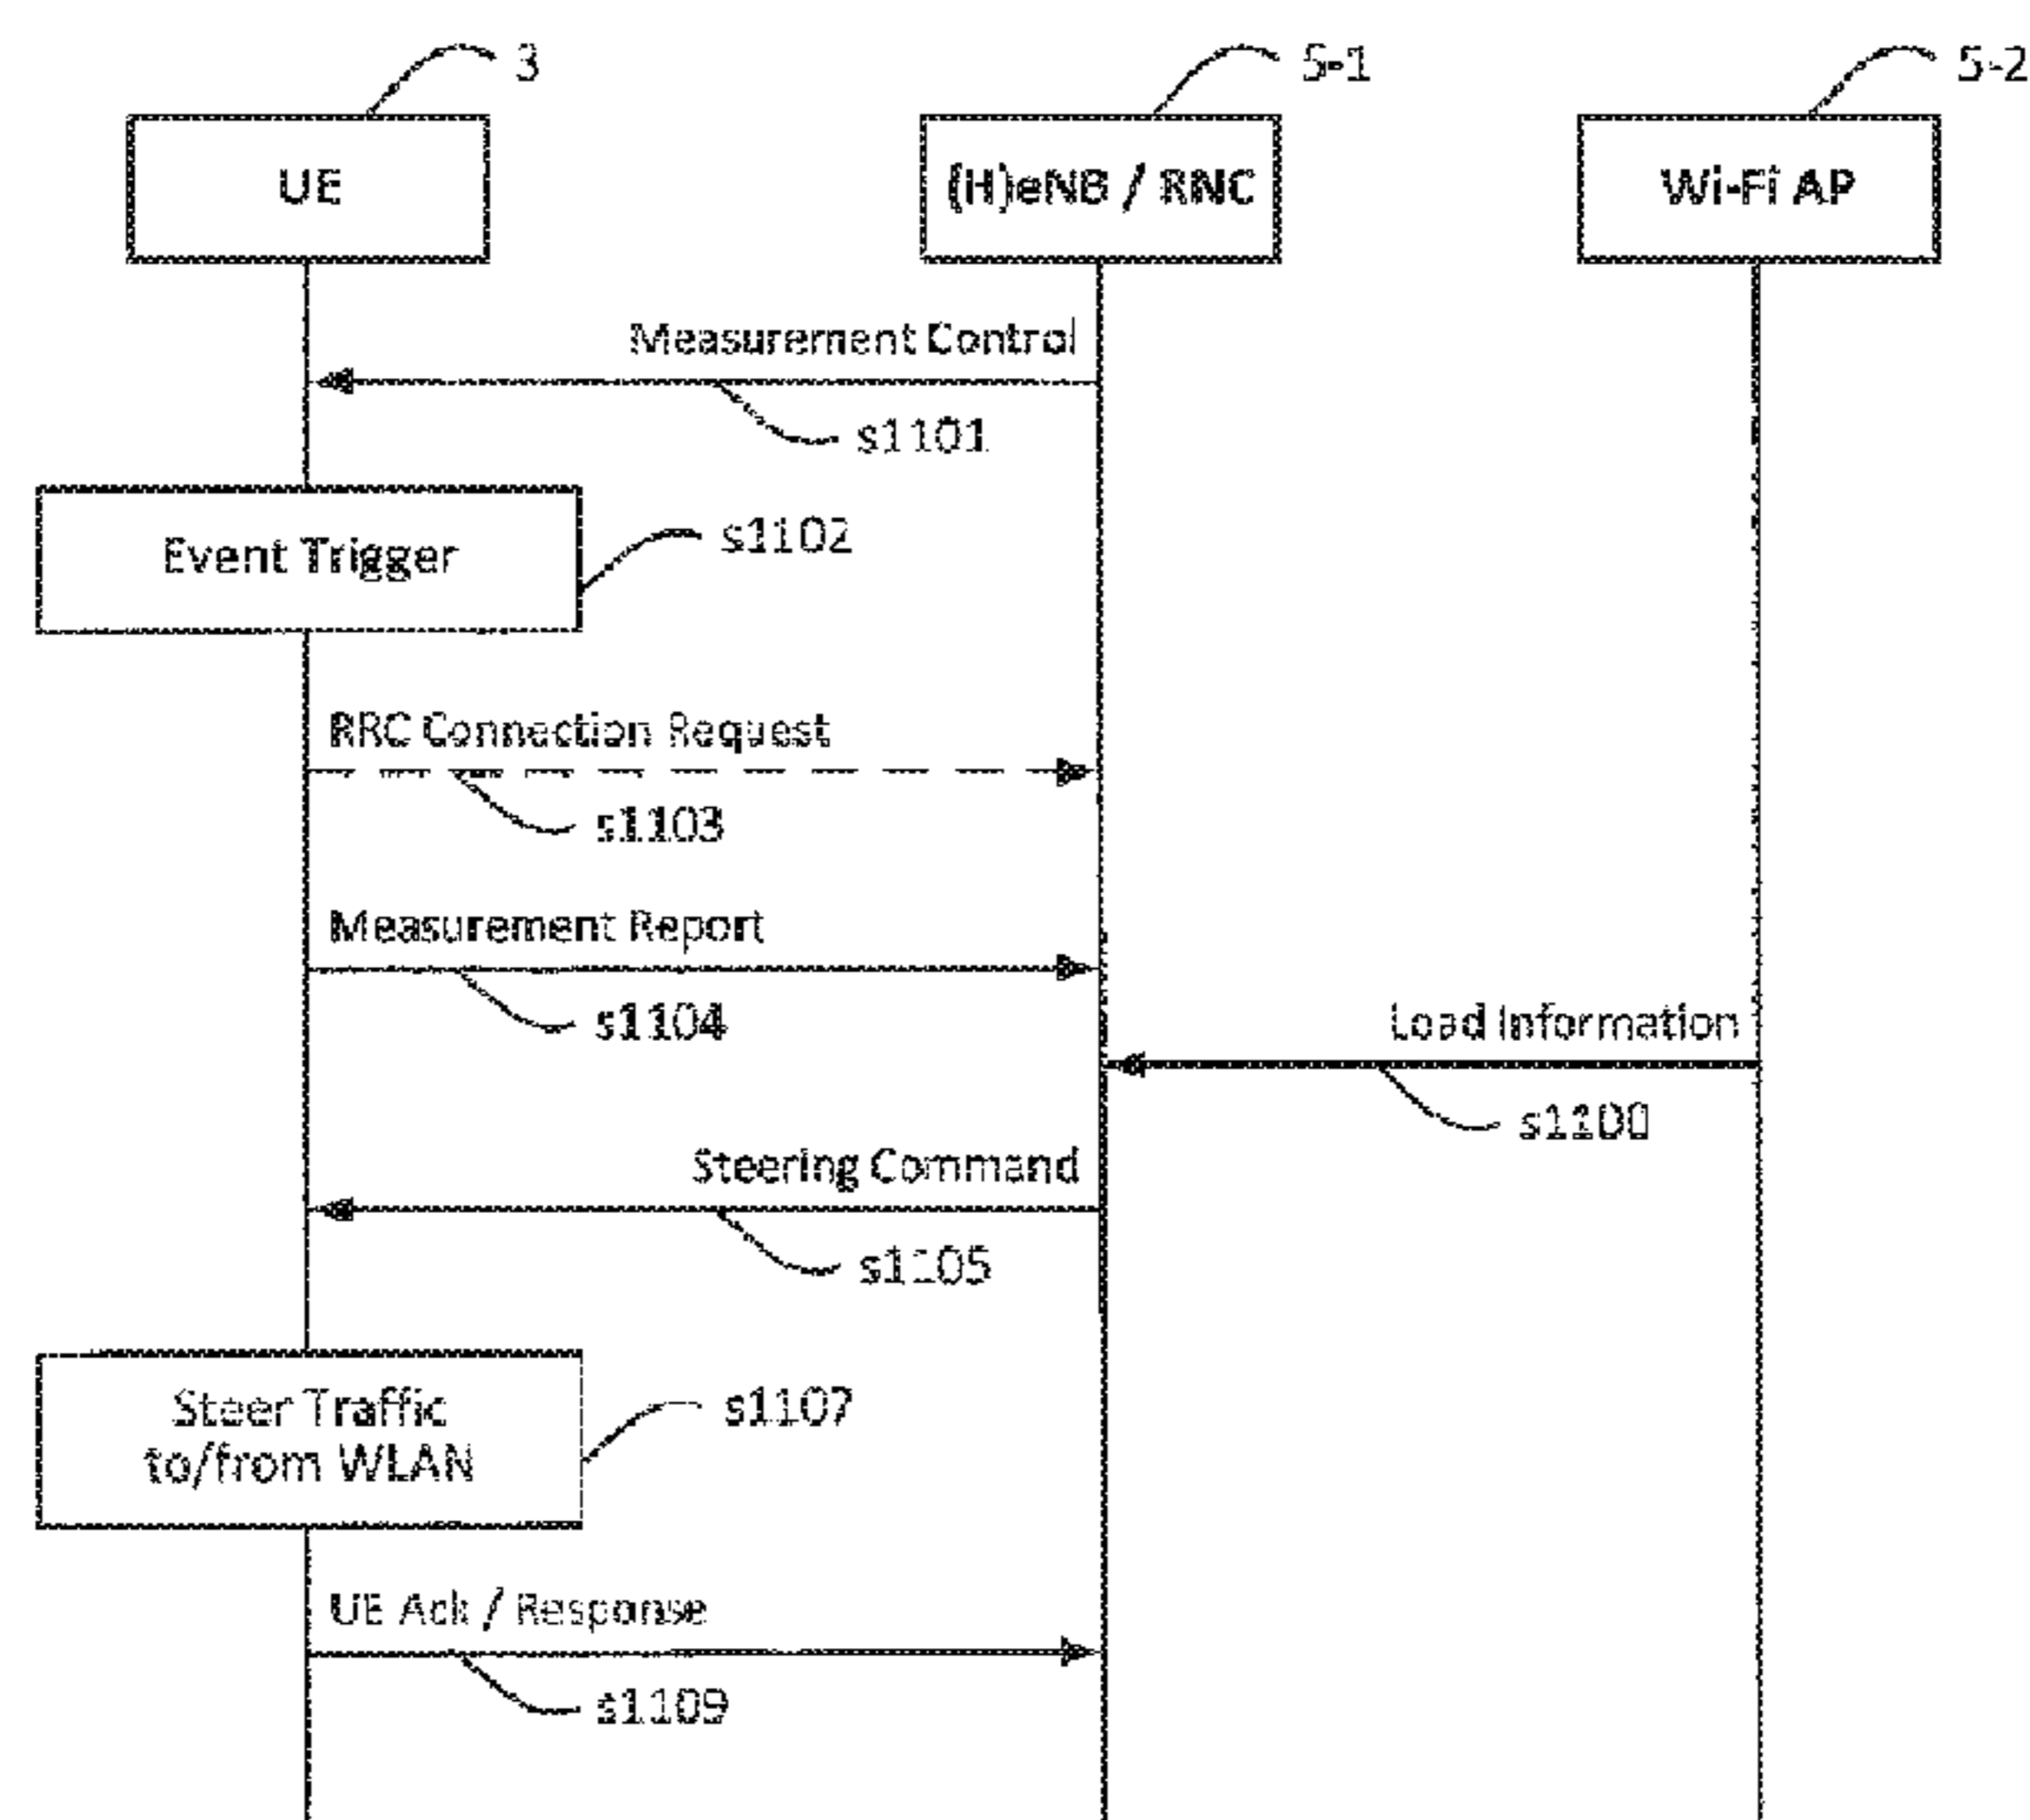 3
5-1
5-2
UE
(H)eNB / RNC
Wi-Fi AP
Measurement Control
s1101
Event Trigger
s1102
RRC Connection Request
s1103
Measurement Report
s1104
Load Information
s1100
Steering Command
s1105
Steer Traffic
to/from WLAN
s1107
UE Ack / Response
s1109